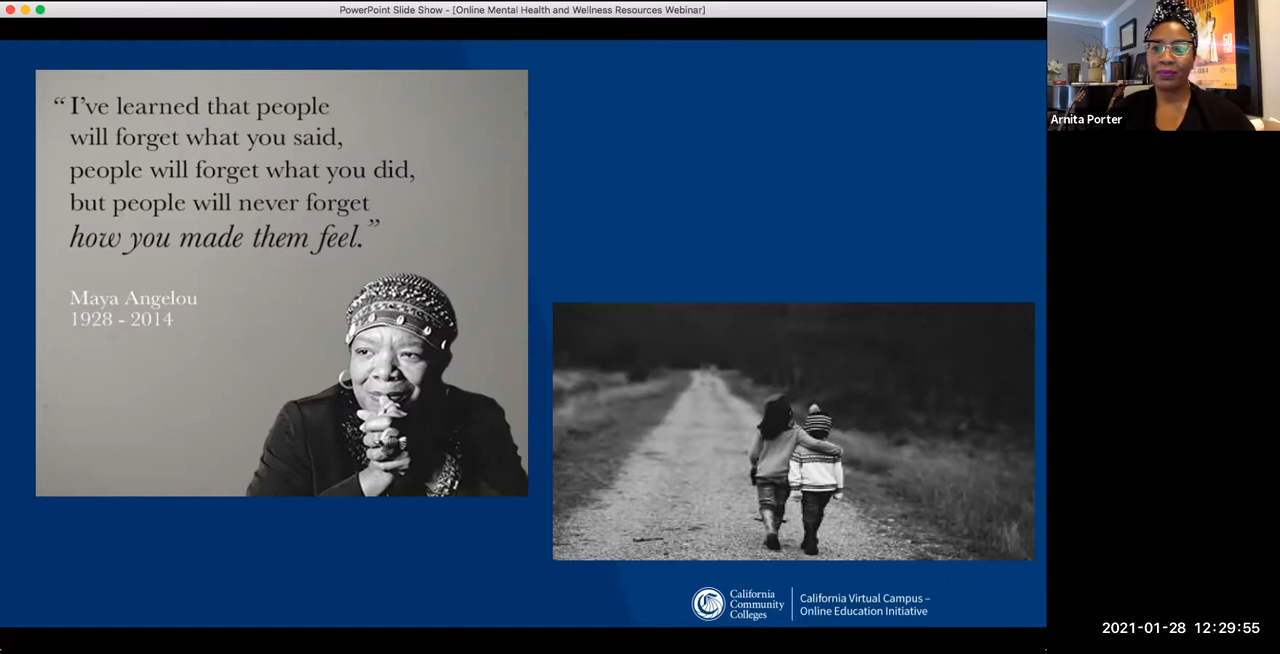 PowerPoint Slide Show - [Online Mental Health and Wellness Resources Webinar]
“I’ve learned that people
will forget what you said,
people will forget what you did,
but people will never forget
how you made them feel.”
Maya Angelou
1928 - 2014
Arnita Porter
50
California
Community
Colleges
California Virtual Campus –
Online Education Initiative
2021-01-28 12:29:55